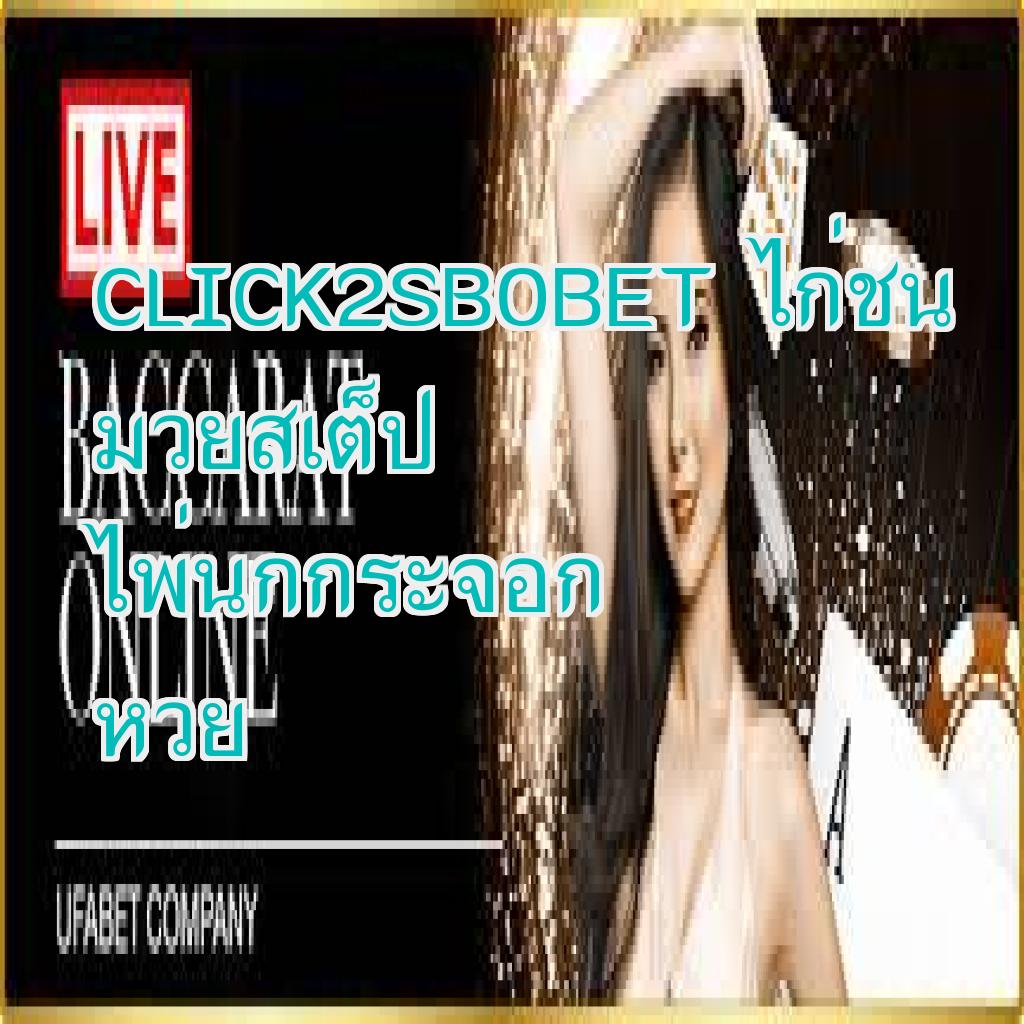 LIVE
CLICK2SBOBET ไก่ชน
BACCARAT
มวยสเต็ป
ONLINE
ไพ่นกกระจอก
หวย
UFABET COMPANY
A